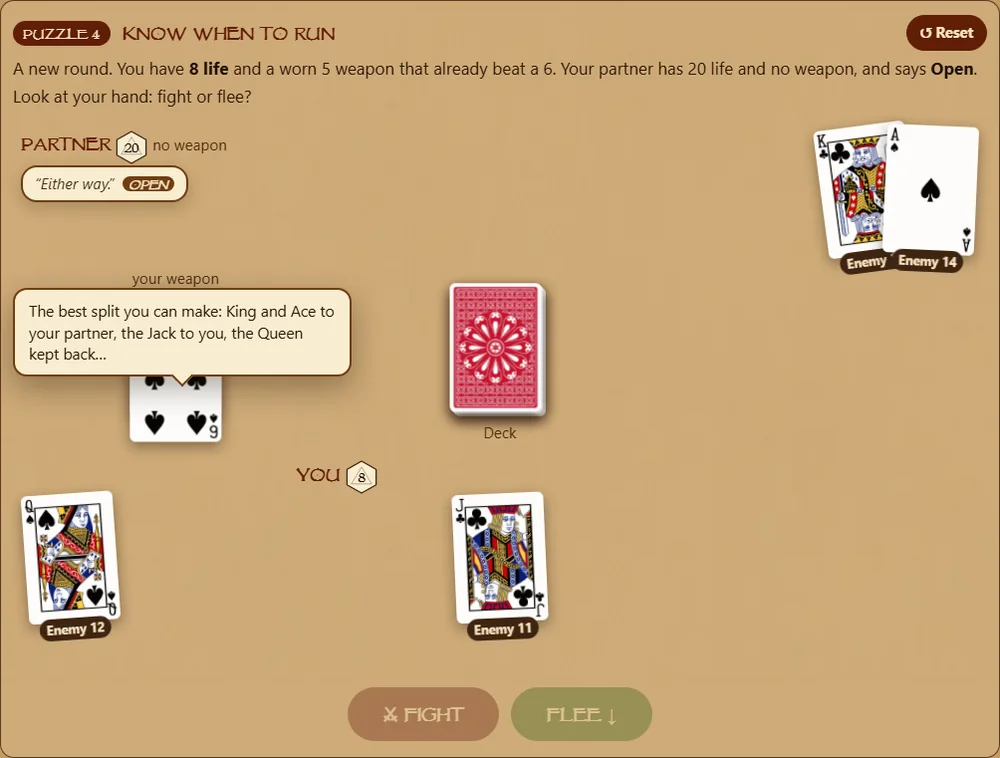 PUZZLE 4 KNOW WHEN TO RUN
↺ Reset
A new round. You have 8 life and a worn 5 weapon that already beat a 6. Your partner has 20 life and no weapon, and says Open.
Look at your hand: fight or flee?
PARTNER 20 no weapon
“Either way.” OPEN
K
A
A
Enemy
Enemy 14
your weapon
The best split you can make: King and Ace to
your partner, the Jack to you, the Queen
kept back...
6
Deck
YOU 8
Q
Q
Enemy 12
J
J
Enemy 11
FIGHT
FLEE ↓